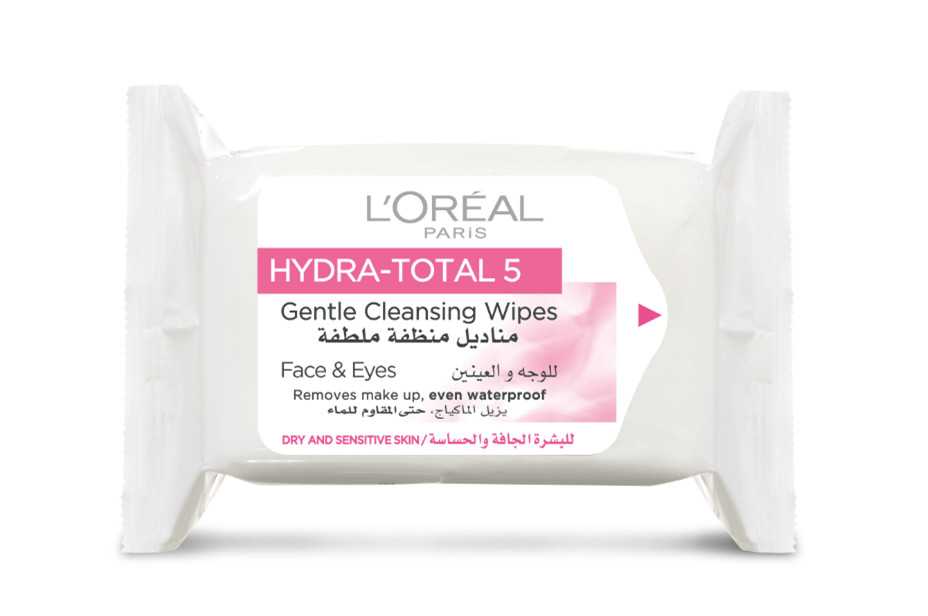 L'ORÉAL
PARIS
HYDRA-TOTAL 5
Gentle Cleansing Wipes
مناديل منظفة ملطفة
Face & Eyes للوجه و العينين
Removes make up, even waterproof
يزيل الماكياج، حتى المقاوم للماء
DRY AND SENSITIVE SKIN / للبشرة الجافة والحساسة